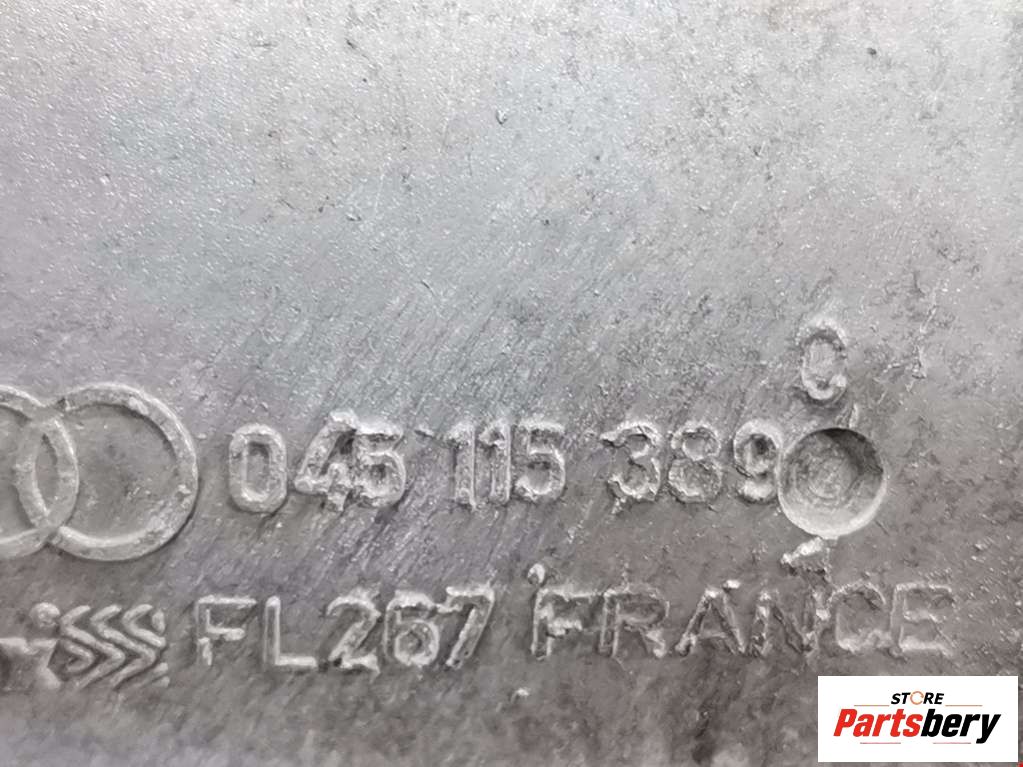 C
045 115 389
FL267 FRANCE
STORE
Partsbery